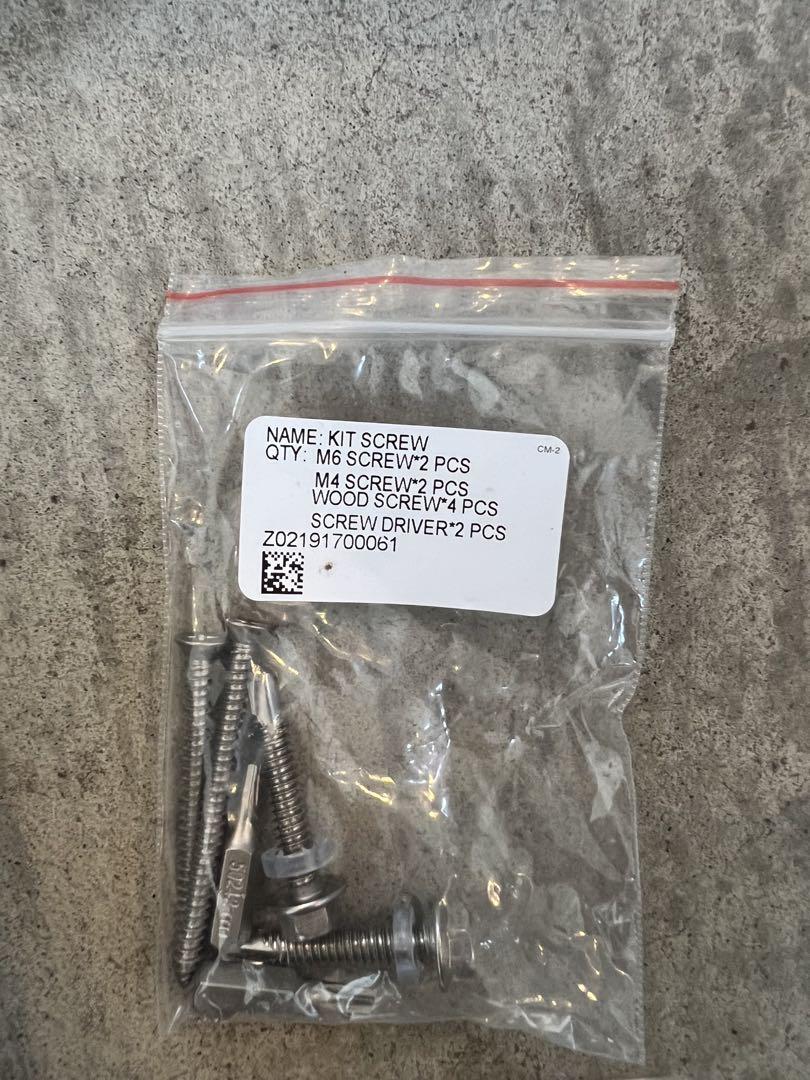 NAME: KIT SCREW
CM-2
QTY: M6 SCREW*2 PCS
M4 SCREW*2 PCS
WOOD SCREW*4 PCS
SCREW DRIVER*2 PCS
Z02191700061